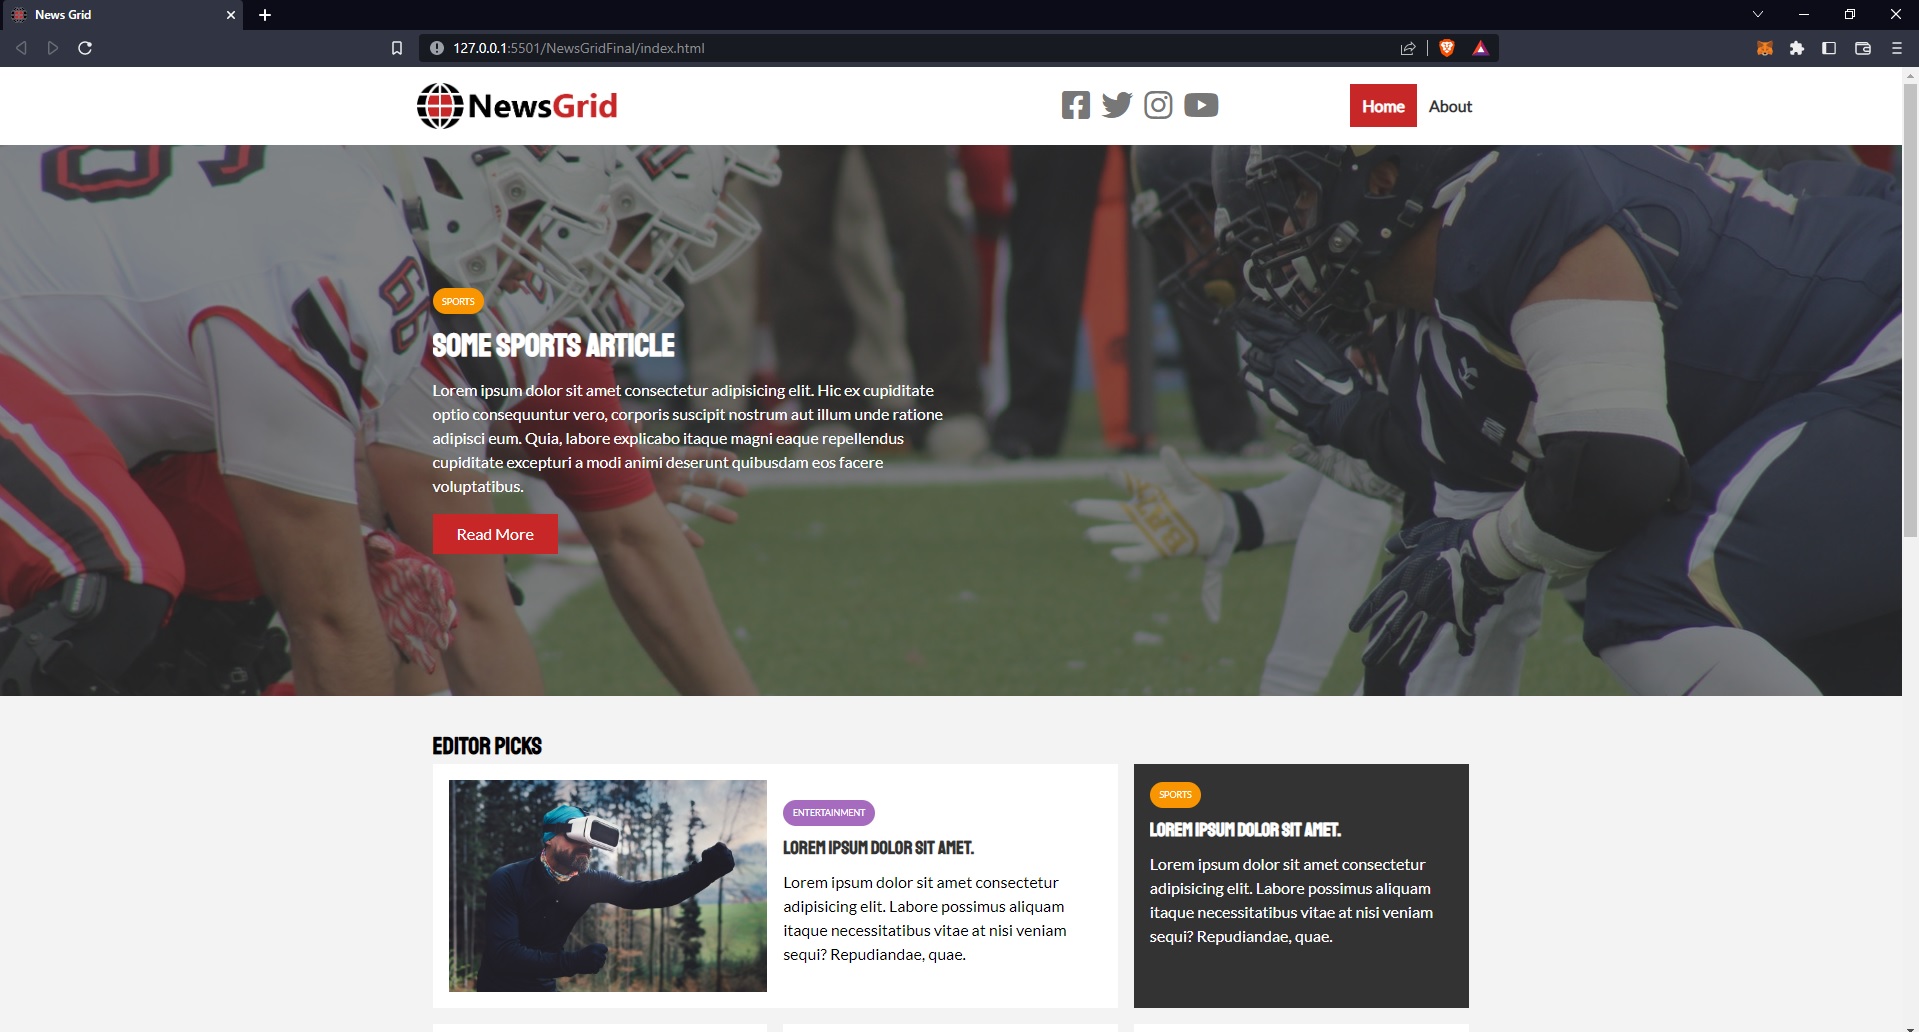 News Grid
127.0.0.1:5501/NewsGridFinal/index.html
NewsGrid
Home
About
SPORTS
SOME SPORTS ARTICLE
Lorem ipsum dolor sit amet consectetur adipisicing elit. Hic ex cupiditate
optio consequuntur vero, corporis suscipit nostrum aut illum unde ratione
adipisci eum. Quia, labore explicabo itaque magni eaque repellendus
cupiditate excepturi a modi animi deserunt quibusdam eos facere
voluptatibus.
Read More
EDITOR PICKS
ENTERTAINMENT
LOREM IPSUM DOLOR SIT AMET.
Lorem ipsum dolor sit amet consectetur
adipisicing elit. Labore possimus aliquam
itaque necessitatibus vitae at nisi veniam
sequi? Repudiandae, quae.
SPORTS
LOREM IPSUM DOLOR SIT AMET.
Lorem ipsum dolor sit amet consectetur
adipisicing elit. Labore possimus aliquam
itaque necessitatibus vitae at nisi veniam
sequi? Repudiandae, quae.